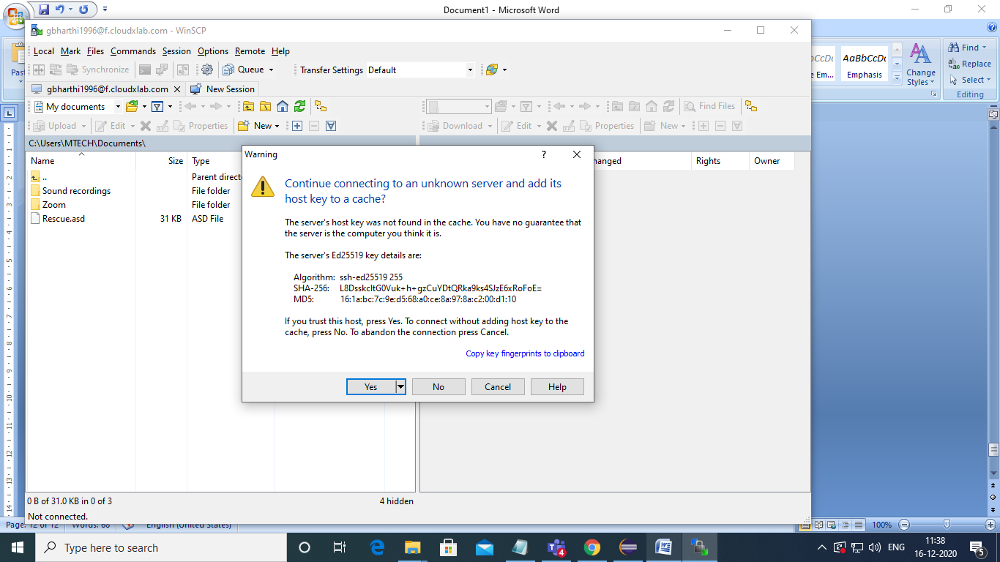 Document1 - Microsoft Word
gbharthi1996@f.cloudxlab.com - WinSCP
Local Mark Files Commands Session Options Remote Help
Synchronize Queue Transfer Settings Default
gbharthi1996@f.cloudxlab.com New Session
My documents Find Files
Upload Edit Properties New Download Edit Properties New
C:\Users\MTECH\Documents\
Name Size Type Rights Owner
.. Parent direct
Sound recordings File folder
Zoom File folder
Rescue.asd 31 KB ASD File
Warning ?
Continue connecting to an unknown server and add its
host key to a cache?
The server's host key was not found in the cache. You have no guarantee that
the server is the computer you think it is.
The server's Ed25519 key details are:
Algorithm: ssh-ed25519 255
SHA-256: L8DsskcltG0Vuk+h+gzCuYDtQRka9ks4SJzE6xRoFoE=
MD5: 16:1a:bc:7c:9e:d5:68:a0:ce:8a:97:8a:c2:00:d1:10
If you trust this host, press Yes. To connect without adding host key to the
cache, press No. To abandon the connection press Cancel.
Copy key fingerprints to clipboard
Yes No Cancel Help
0 B of 31.0 KB in 0 of 3 4 hidden
Not connected.
Page: 12 of 12 Words: 68 English (United States) 100%
AaBbCcDc
Emphasis
Change
Styles
Find
Replace
Select
Editing
Type here to search
ENG
11:38
16-12-2020
4
5